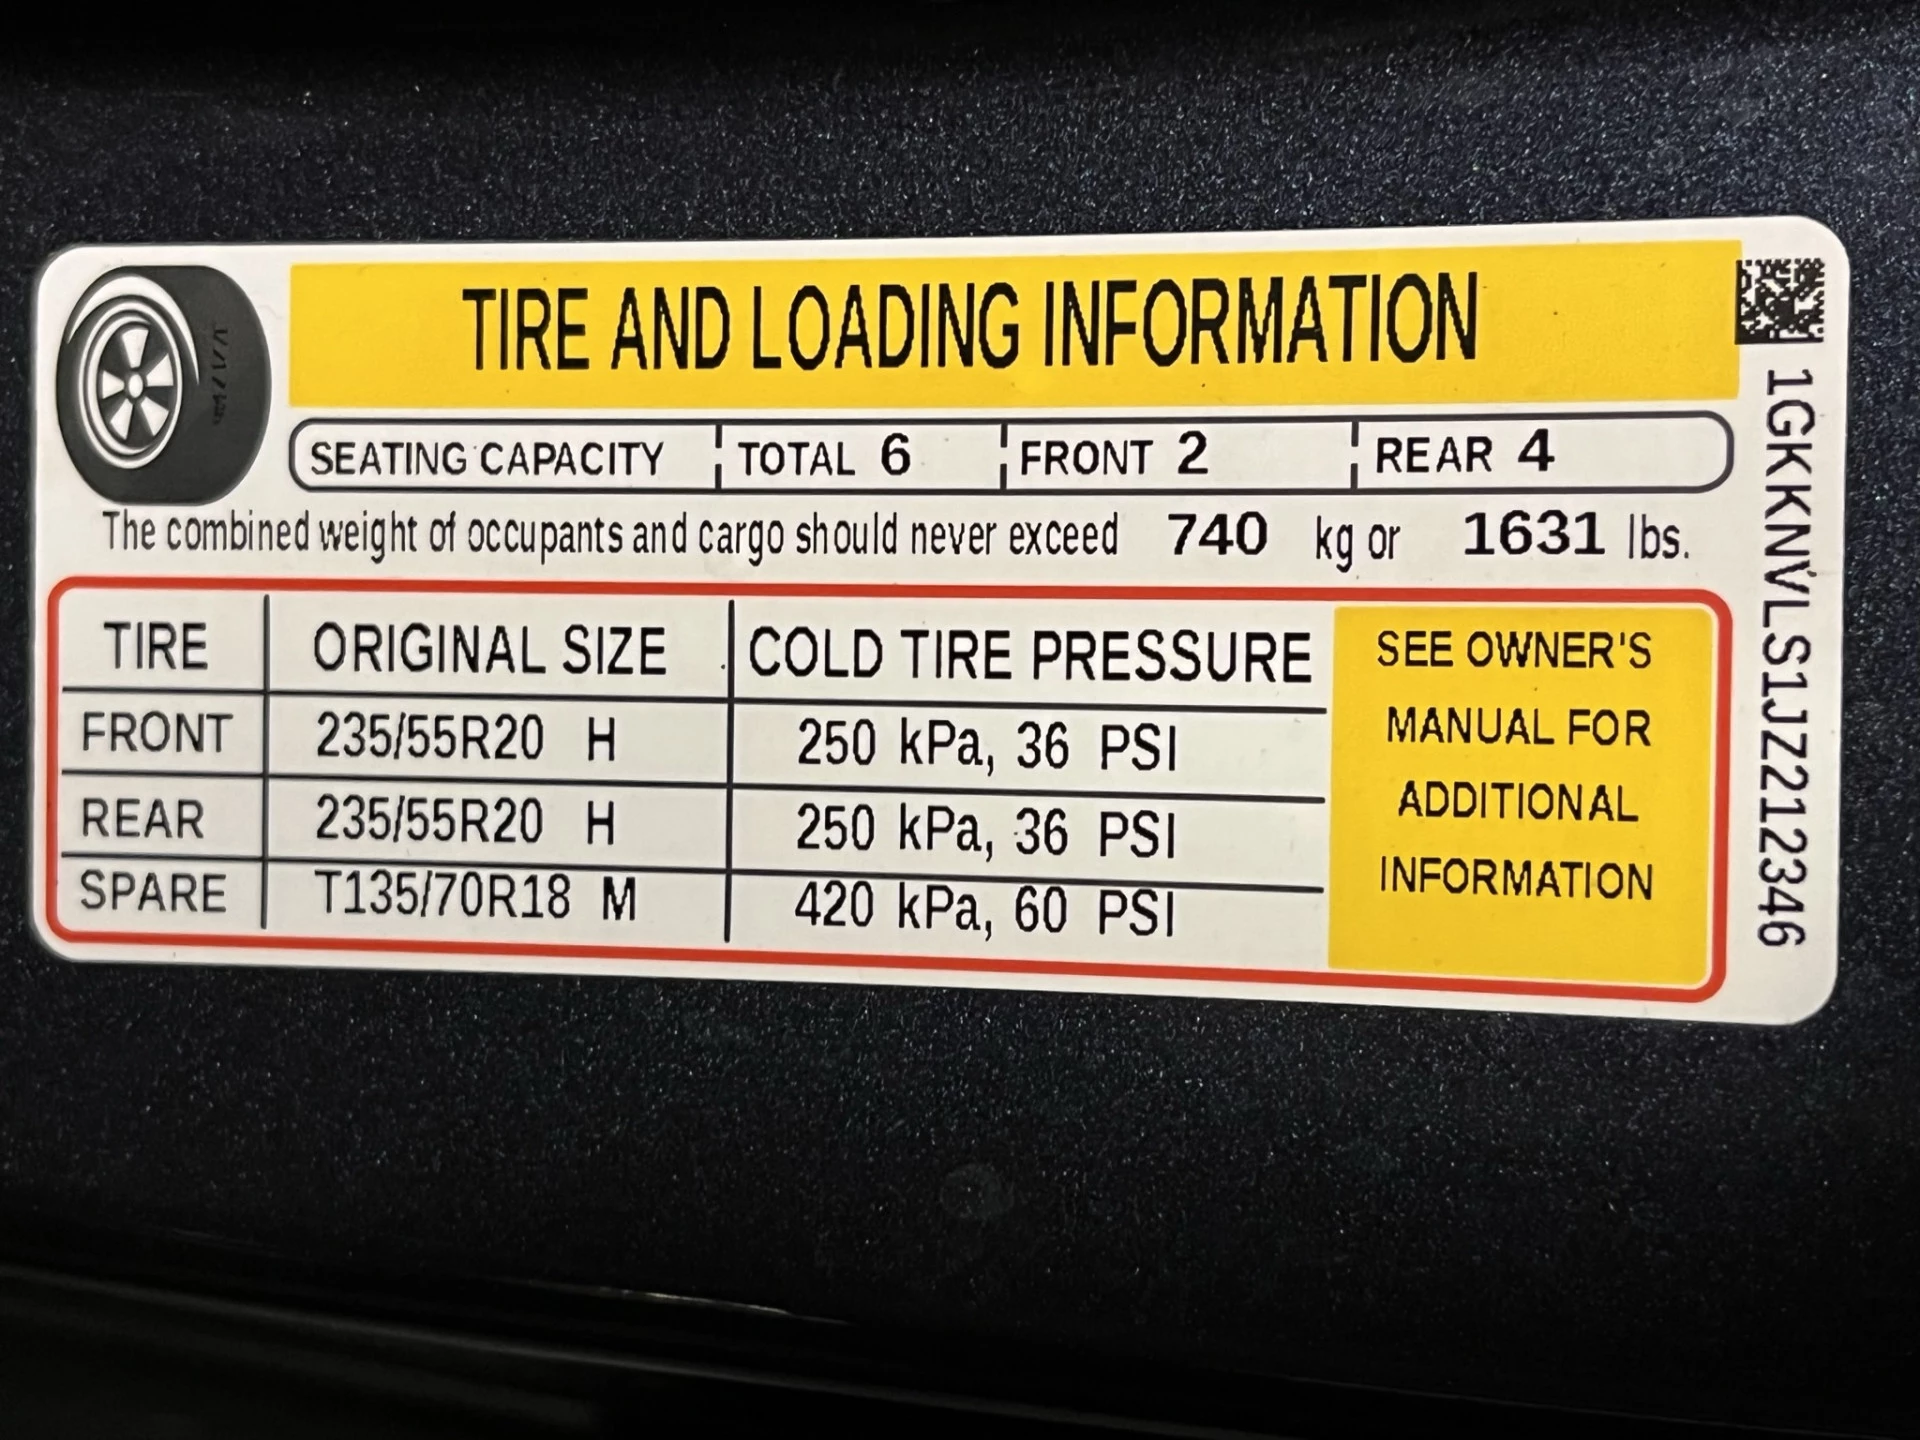 TIRE AND LOADING INFORMATION
SEATING CAPACITY TOTAL 6 FRONT 2 REAR 4
The combined weight of occupants and cargo should never exceed 740 kg or 1631 lbs.
TIRE ORIGINAL SIZE COLD TIRE PRESSURE
FRONT 235/55R20 H 250 kPa, 36 PSI
REAR 235/55R20 H 250 kPa, 36 PSI
SPARE T135/70R18 M 420 kPa, 60 PSI
SEE OWNER'S
MANUAL FOR
ADDITIONAL
INFORMATION
1GKKNVLS1JZ212346